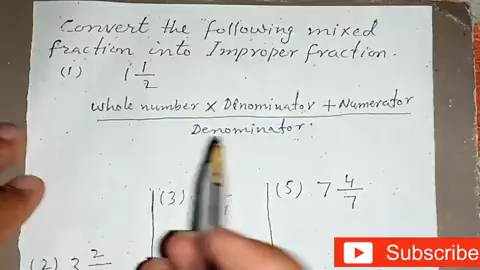 Convert the following mixed
fraction into Improper fraction.
(1) 1 1/2
whole number x Denominator + Numerator
Denominator.
(3)
(5) 7 4/7
(2) 3 2
Subscribe